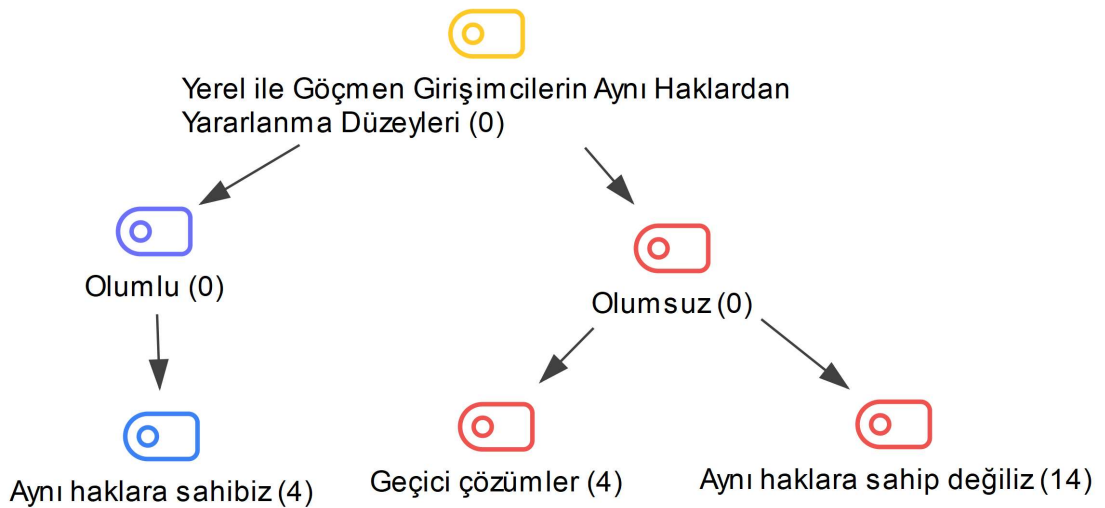 Yerel ile Göçmen Girişimcilerin Aynı Haklardan
Yararlanma Düzeyleri (0)
Olumlu (0)
Olumsuz (0)
Aynı haklara sahibiz (4)
Geçici çözümler (4)
Aynı haklara sahip değiliz (14)